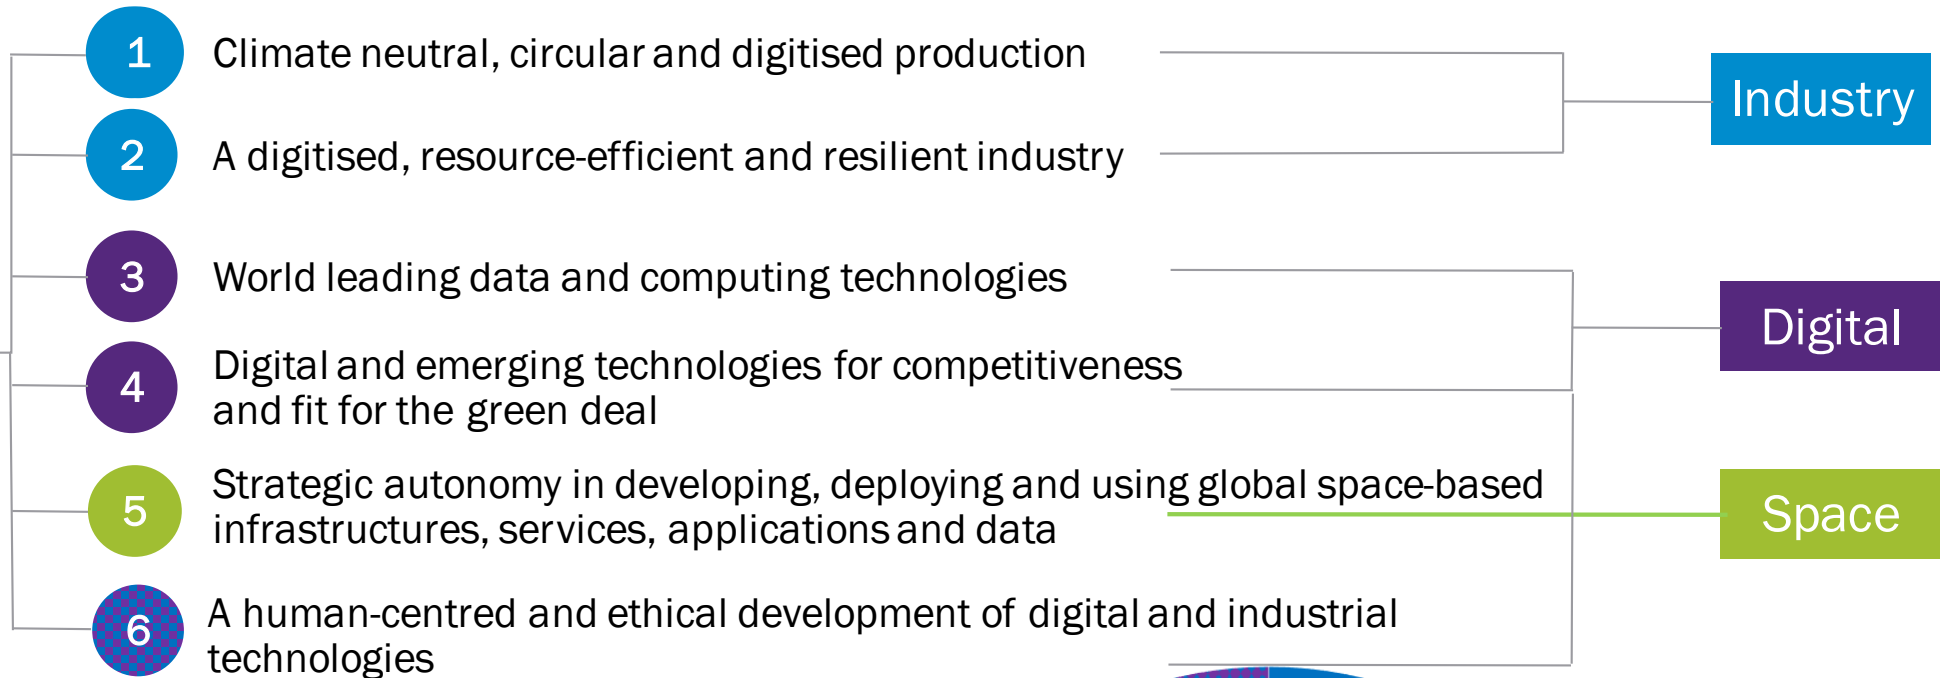 1 Climate neutral, circular and digitised production
Industry
2 A digitised, resource-efficient and resilient industry
3 World leading data and computing technologies
Digital
4 Digital and emerging technologies for competitiveness
and fit for the green deal
5 Strategic autonomy in developing, deploying and using global space-based
infrastructures, services, applications and data
Space
6 A human-centred and ethical development of digital and industrial
technologies